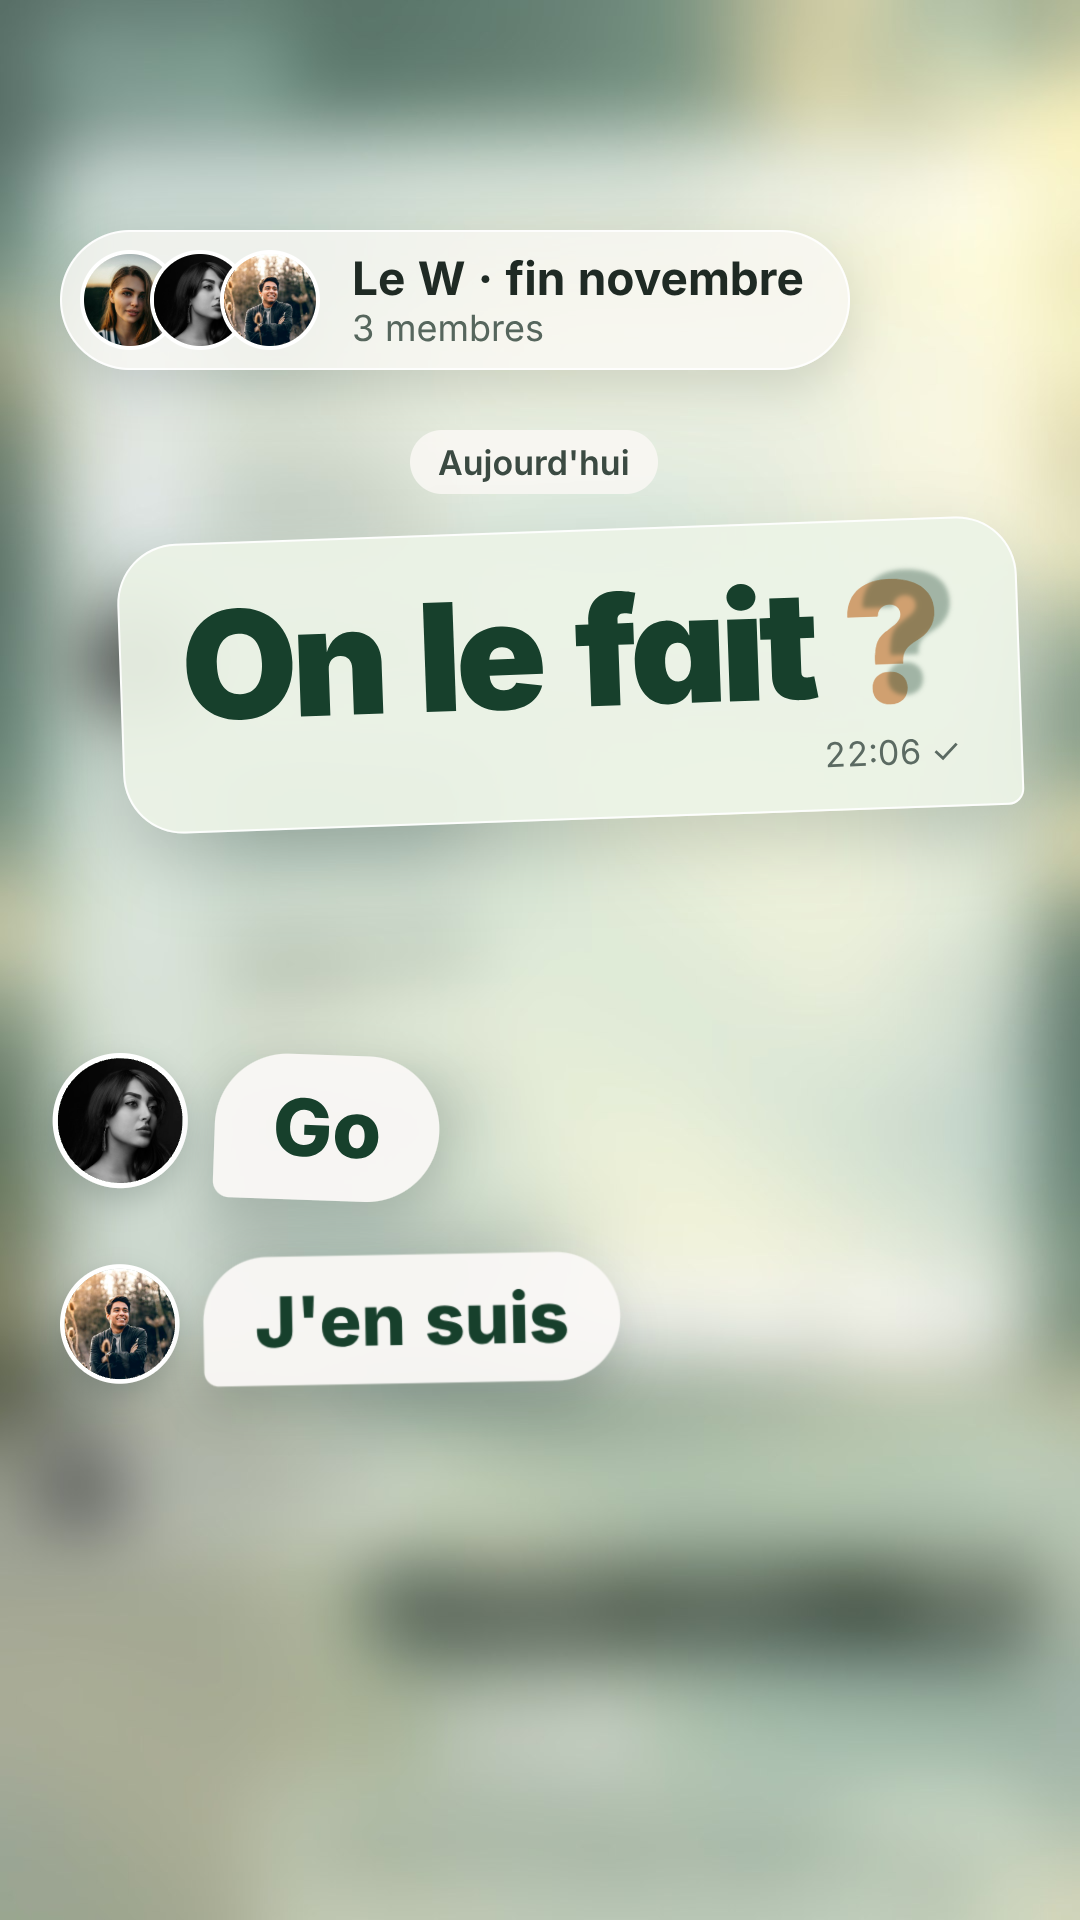 Le W · fin novembre
3 membres
Aujourd'hui
On le fait ?
22:06
Go
J'en suis